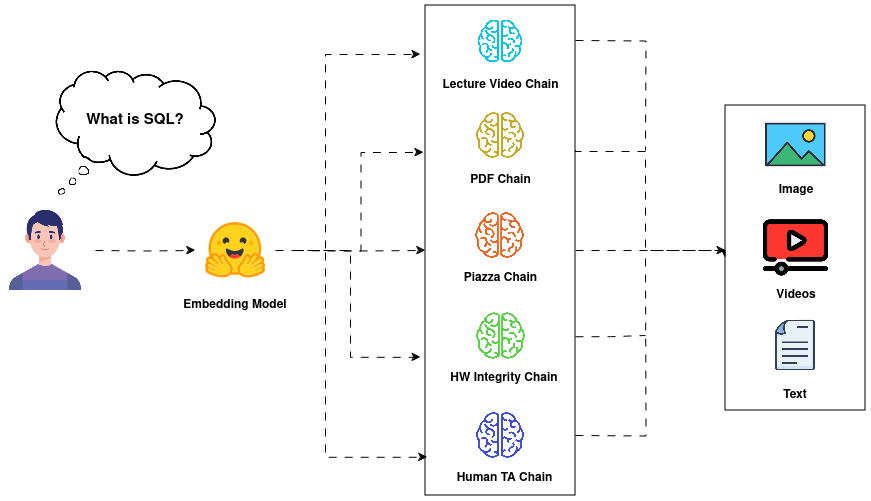 What is SQL?
Embedding Model
Lecture Video Chain
PDF Chain
Piazza Chain
HW Integrity Chain
Human TA Chain
Image
Videos
Text